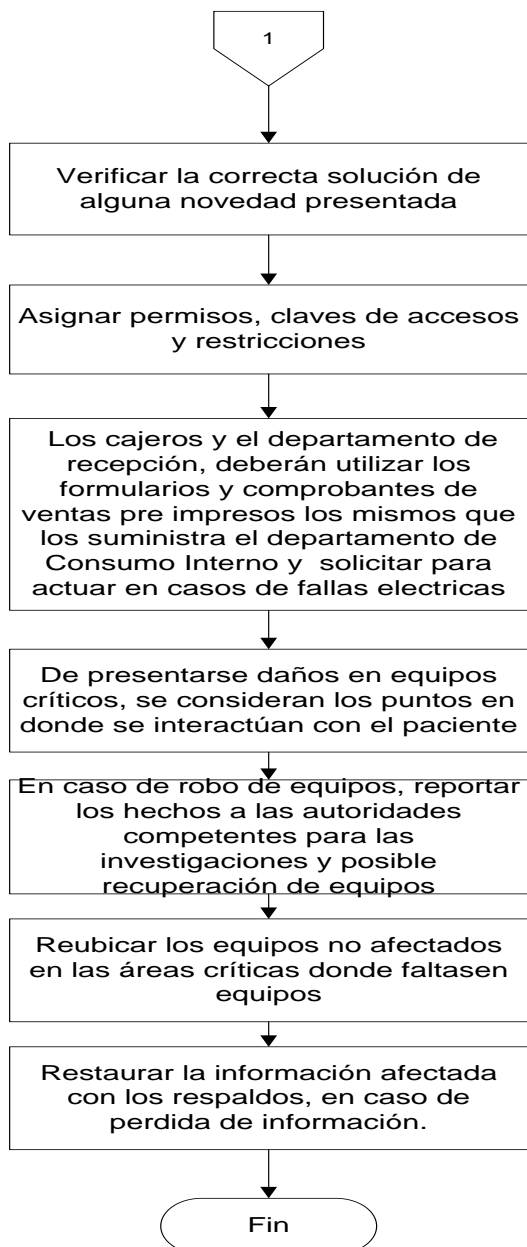 1
Verificar la correcta solución de
alguna novedad presentada
Asignar permisos, claves de accesos
y restricciones
Los cajeros y el departamento de
recepción, deberán utilizar los
formularios y comprobantes de
ventas pre impresos los mismos que
los suministra el departamento de
Consumo Interno y  solicitar para
actuar en casos de fallas electricas
De presentarse daños en equipos
críticos, se consideran los puntos en
donde se interactúan con el paciente
En caso de robo de equipos, reportar
los hechos a las autoridades
competentes para las
investigaciones y posible
recuperación de equipos
Reubicar los equipos no afectados
en las áreas críticas donde faltasen
equipos
Restaurar la información afectada
con los respaldos, en caso de
perdida de información.
Fin